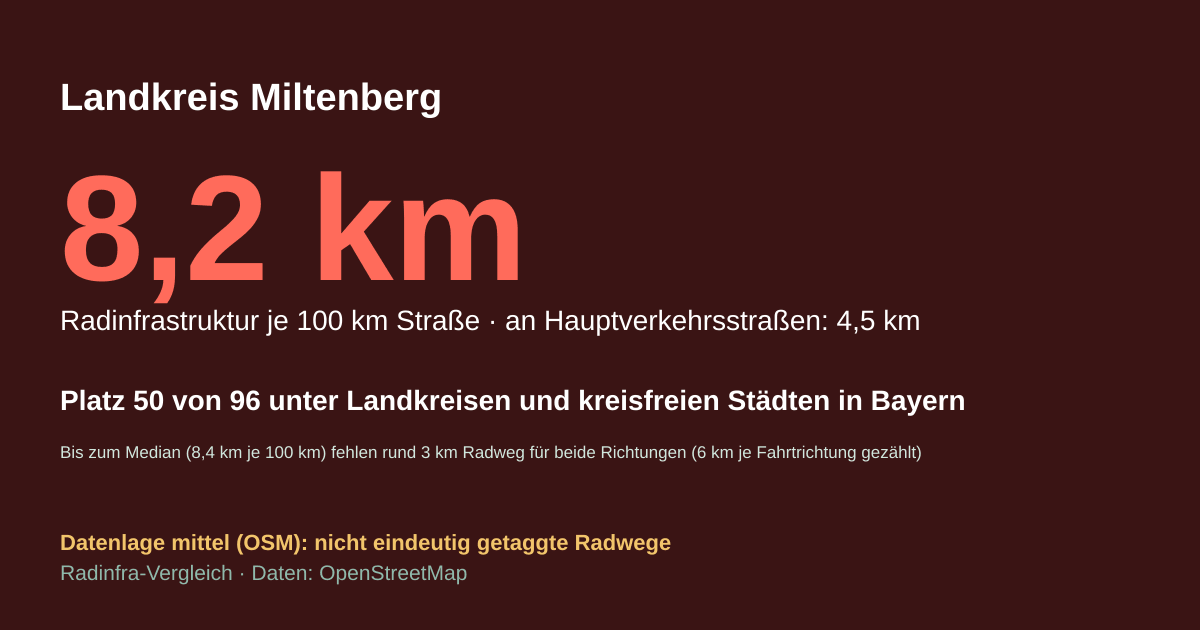 Landkreis Miltenberg
8,2 km
Radinfrastruktur je 100 km Straße · an Hauptverkehrsstraßen: 4,5 km
Platz 50 von 96 unter Landkreisen und kreisfreien Städten in Bayern
Bis zum Median (8,4 km je 100 km) fehlen rund 3 km Radweg für beide Richtungen (6 km je Fahrtrichtung gezählt)
Datenlage mittel (OSM): nicht eindeutig getaggte Radwege
Radinfra-Vergleich · Daten: OpenStreetMap